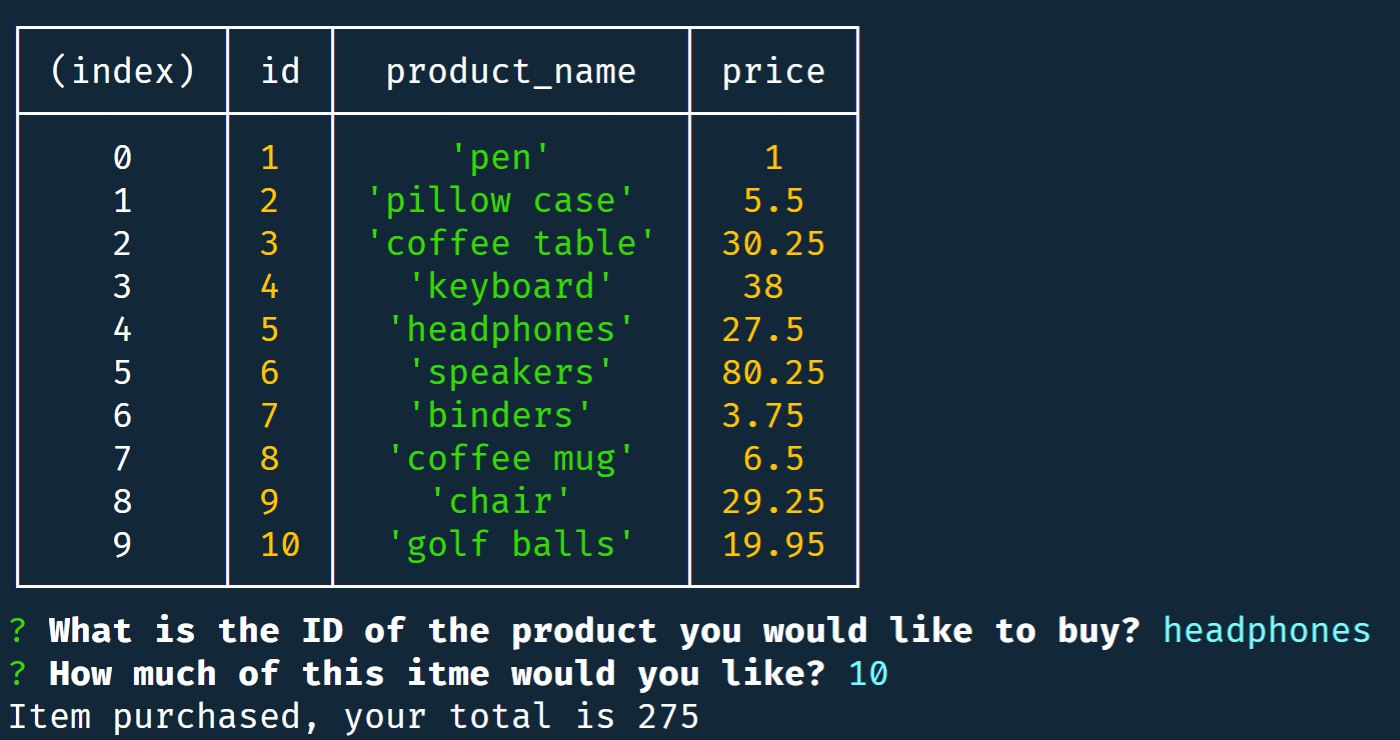 (index) id product_name price
0 1 'pen' 1
1 2 'pillow case' 5.5
2 3 'coffee table' 30.25
3 4 'keyboard' 38
4 5 'headphones' 27.5
5 6 'speakers' 80.25
6 7 'binders' 3.75
7 8 'coffee mug' 6.5
8 9 'chair' 29.25
9 10 'golf balls' 19.95
? What is the ID of the product you would like to buy? headphones
? How much of this itme would you like? 10
Item purchased, your total is 275